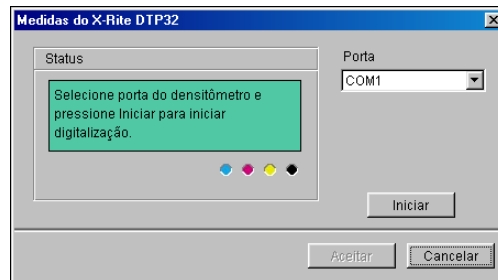 Medidas do X-Rite DTP32
Status
Selecione porta do densitômetro e
pressione Iniciar para iniciar
digitalização.
Porta
COM1
Iniciar
Aceitar
Cancelar